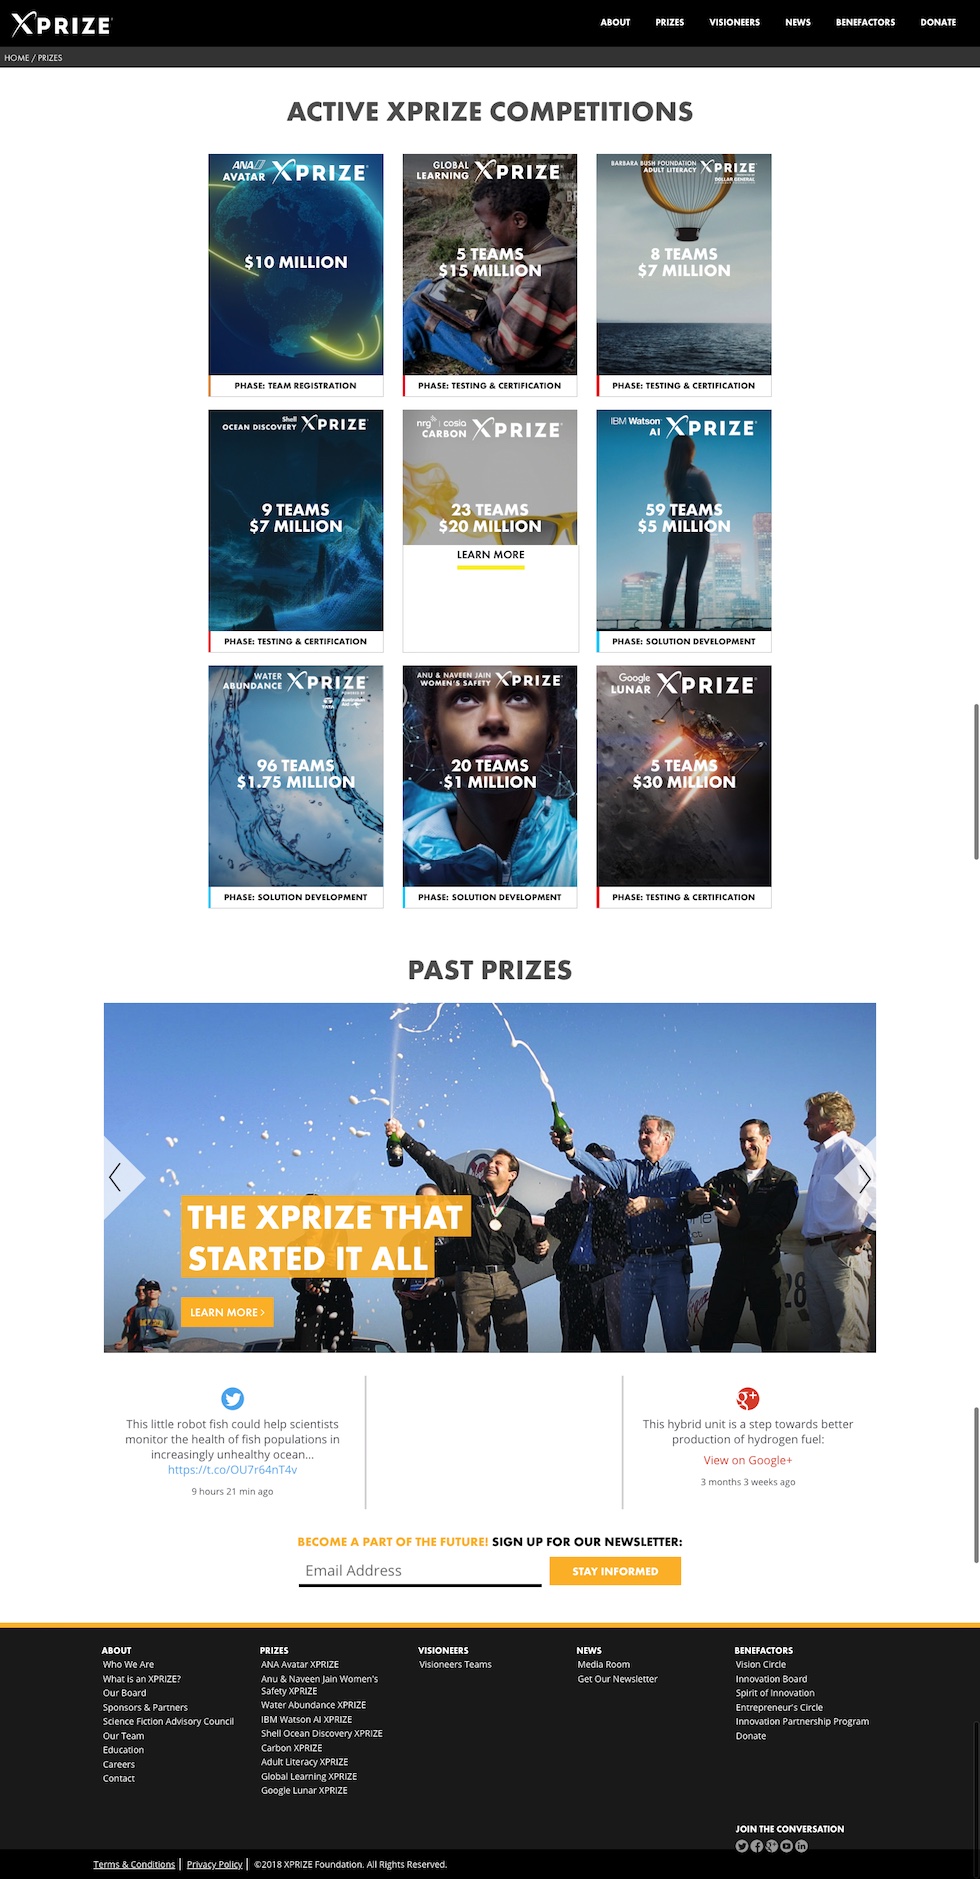 XPRIZE
ABOUT PRIZES VISIONEERS NEWS BENEFACTORS DONATE
HOME / PRIZES
ACTIVE XPRIZE COMPETITIONS
ANA AVATAR XPRIZE
$10 MILLION
PHASE: TEAM REGISTRATION
GLOBAL LEARNING XPRIZE
5 TEAMS
$15 MILLION
PHASE: TESTING & CERTIFICATION
BARBARA BUSH FOUNDATION
ADULT LITERACY XPRIZE
DOLLAR GENERAL
8 TEAMS
$7 MILLION
PHASE: TESTING & CERTIFICATION
Shell
OCEAN DISCOVERY XPRIZE
9 TEAMS
$7 MILLION
PHASE: TESTING & CERTIFICATION
nrg | cosia
CARBON XPRIZE
23 TEAMS
$20 MILLION
LEARN MORE
IBM Watson
AI XPRIZE
59 TEAMS
$5 MILLION
PHASE: SOLUTION DEVELOPMENT
WATER
ABUNDANCE XPRIZE
TATA
96 TEAMS
$1.75 MILLION
PHASE: SOLUTION DEVELOPMENT
ANU & NAVEEN JAIN
WOMEN'S SAFETY XPRIZE
20 TEAMS
$1 MILLION
PHASE: SOLUTION DEVELOPMENT
Google
LUNAR XPRIZE
5 TEAMS
$30 MILLION
PHASE: TESTING & CERTIFICATION
PAST PRIZES
THE XPRIZE THAT
STARTED IT ALL
LEARN MORE >
28
This little robot fish could help scientists
monitor the health of fish populations in
increasingly unhealthy ocean...
https://t.co/OU7r64nT4v
9 hours 21 min ago
g+
This hybrid unit is a step towards better
production of hydrogen fuel:
View on Google+
3 months 3 weeks ago
BECOME A PART OF THE FUTURE! SIGN UP FOR OUR NEWSLETTER:
Email Address
STAY INFORMED
ABOUT
Who We Are
What is an XPRIZE?
Our Board
Sponsors & Partners
Science Fiction Advisory Council
Our Team
Education
Careers
Contact
PRIZES
ANA Avatar XPRIZE
Anu & Naveen Jain Women's
Safety XPRIZE
Water Abundance XPRIZE
IBM Watson AI XPRIZE
Shell Ocean Discovery XPRIZE
Carbon XPRIZE
Adult Literacy XPRIZE
Global Learning XPRIZE
Google Lunar XPRIZE
VISIONEERS
Visioneers Teams
NEWS
Media Room
Get Our Newsletter
BENEFACTORS
Vision Circle
Innovation Board
Spirit of Innovation
Entrepreneur's Circle
Innovation Partnership Program
Donate
JOIN THE CONVERSATION
Terms & Conditions | Privacy Policy | ©2018 XPRIZE Foundation. All Rights Reserved.